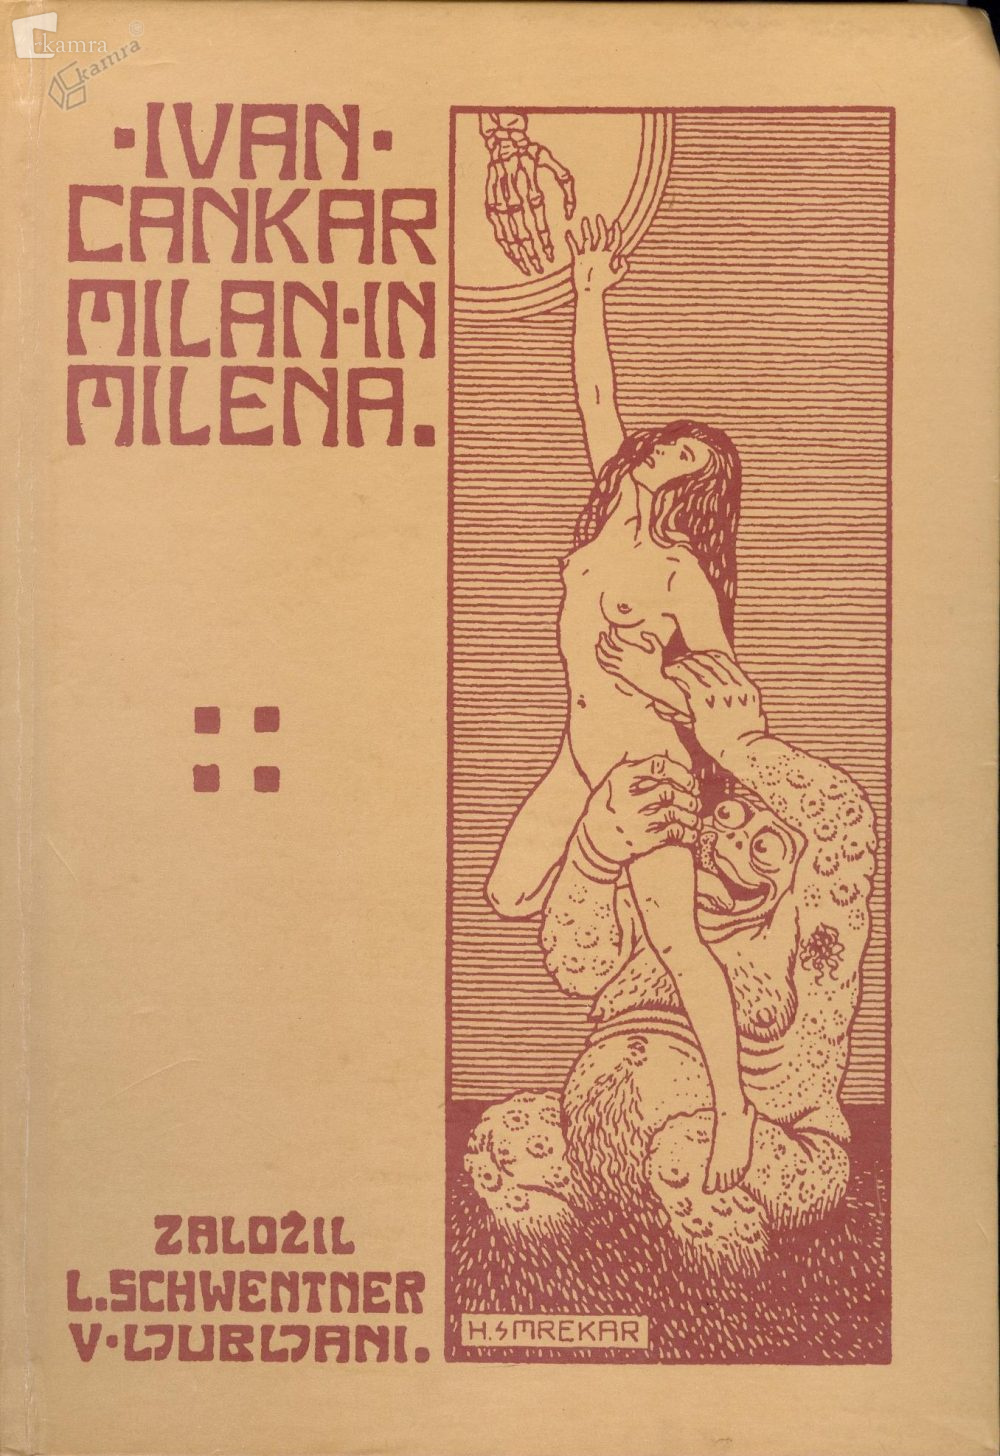 kamra
kamra
·IVAN·
CANKAR
MILAN·IN
MILENA.
ZALOŽIL
L. SCHWENTNER
V·LJUBLJANI.
H. SMREKAR